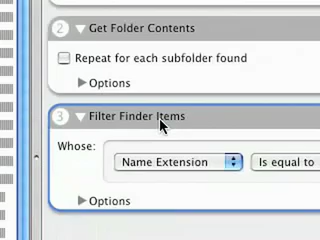 2 Get Folder Contents
Repeat for each subfolder found
Options
3 Filter Finder Items
Whose:
Name Extension Is equal to
Options